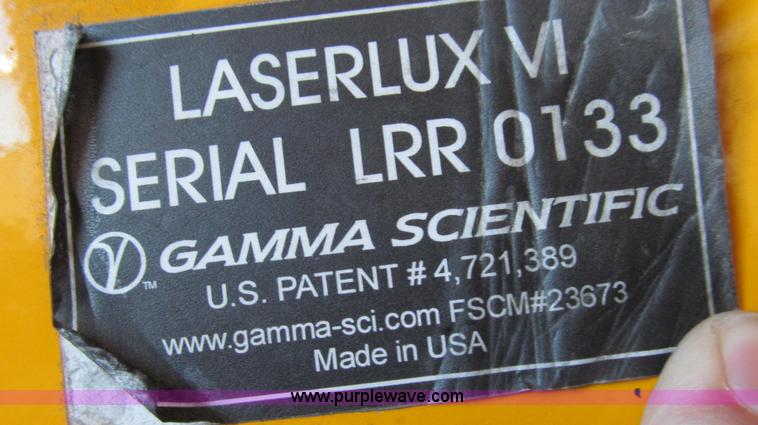 LASERLUX VI
SERIAL LRR 0133
GAMMA SCIENTIFIC
TM
U.S. PATENT # 4,721,389
www.gamma-sci.com FSCM#23673
Made in USA
www.purplewave.com